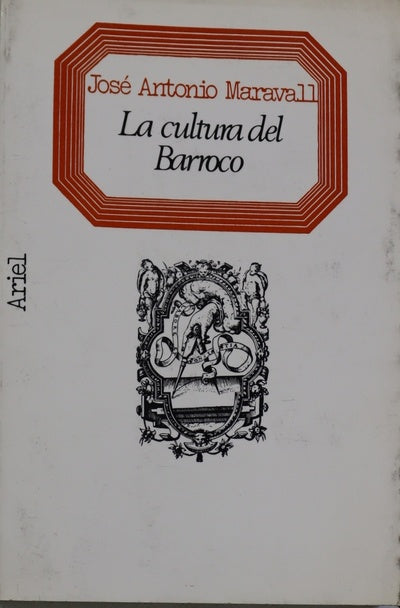 José Antonio Maravall
La cultura del
Barroco
Ariel